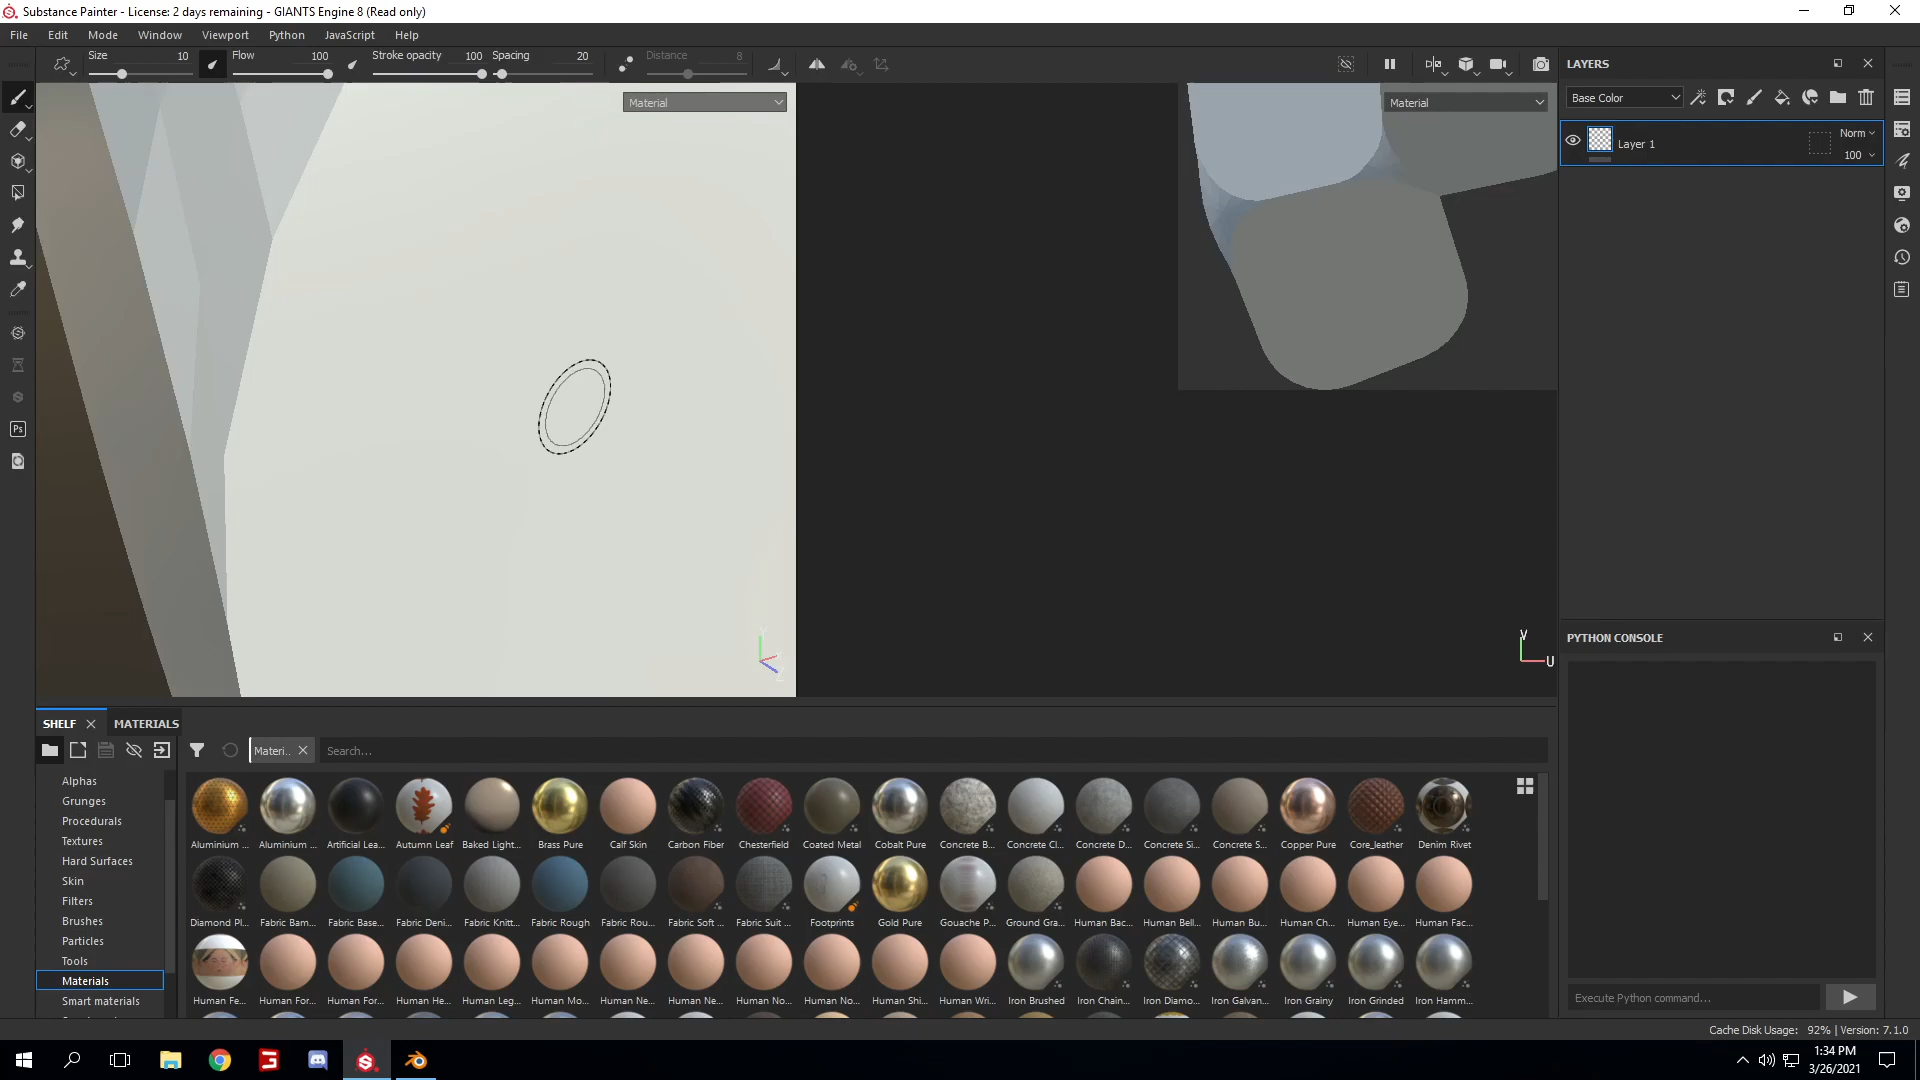 Substance Painter - License: 2 days remaining - GIANTS Engine 8 (Read only)
File Edit Mode Window Viewport Python JavaScript Help
Size 10 Flow 100 Stroke opacity 100 Spacing 20 Distance 8
Material
Material
LAYERS
Base Color
Layer 1
Norm
100
Ps
V
U
PYTHON CONSOLE
Execute Python command...
SHELF MATERIALS
Materi.. Search...
Alphas
Grunges
Procedurals
Textures
Hard Surfaces
Skin
Filters
Brushes
Particles
Tools
Materials
Smart materials
Aluminium ... Aluminium ... Artificial Lea... Autumn Leaf Baked Light... Brass Pure Calf Skin Carbon Fiber Chesterfield Coated Metal Cobalt Pure Concrete B... Concrete Cl... Concrete D... Concrete Si... Concrete S... Copper Pure Core_leather Denim Rivet
Diamond Pl... Fabric Bam... Fabric Base... Fabric Deni... Fabric Knitt... Fabric Rough Fabric Rou... Fabric Soft ... Fabric Suit ... Footprints Gold Pure Gouache P... Ground Gra... Human Bac... Human Bell... Human Bu... Human Ch... Human Eye... Human Fac...
Human Fe... Human For... Human For... Human He... Human Leg... Human Mo... Human Ne... Human Ne... Human No... Human No... Human Shi... Human Wri... Iron Brushed Iron Chain... Iron Diamo... Iron Galvan... Iron Grainy Iron Grinded Iron Hamm...
Cache Disk Usage: 92% | Version: 7.1.0
1:34 PM
3/26/2021